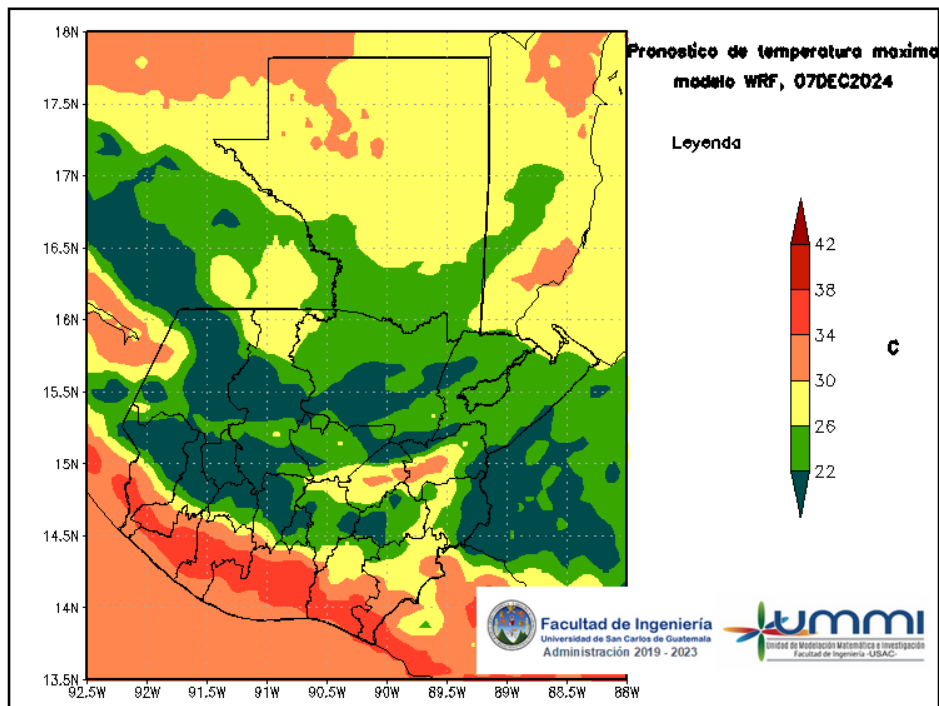 Pronostico de temperatura maxima
modelo WRF, 07DEC2024
Leyenda
42
38
34
30
26
22
C
18N
17.5N
17N
16.5N
16N
15.5N
15N
14.5N
14N
13.5N
92.5W
92W
91.5W
91W
90.5W
90W
89.5W
89W
88.5W
88W
Facultad de Ingeniería
Universidad de San Carlos de Guatemala
Administración 2019 - 2023
UMMI
Unidad de Modelación Matemática e Investigación
Facultad de Ingeniería -USAC-